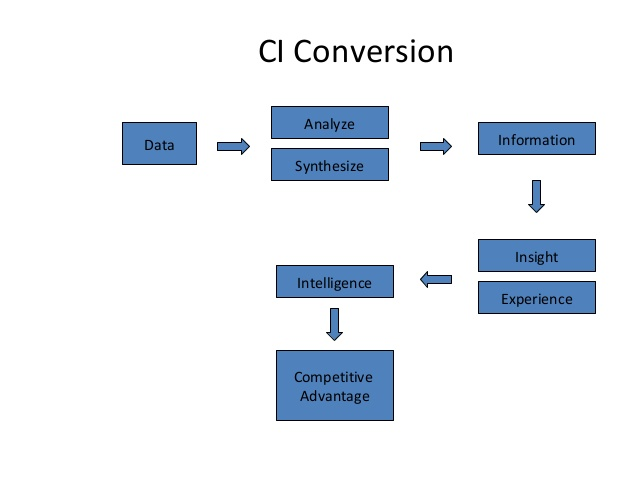 CI Conversion
Data
Analyze
Synthesize
Information
Insight
Experience
Intelligence
Competitive
Advantage